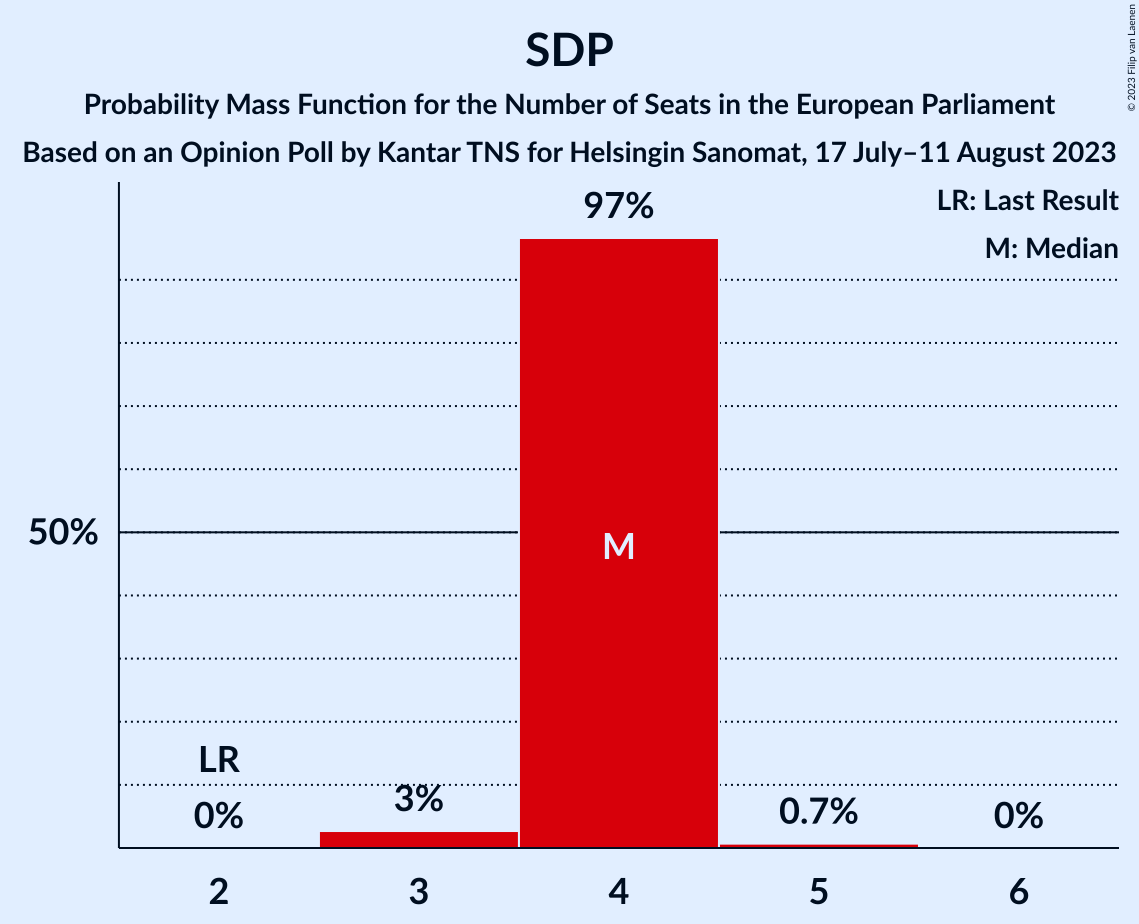 SDP
Probability Mass Function for the Number of Seats in the European Parliament
Based on an Opinion Poll by Kantar TNS for Helsingin Sanomat, 17 July–11 August 2023
© 2023 Filip van Laenen
LR: Last Result
M: Median
97%
50%
M
LR
0%
3%
0.7%
0%
2 3 4 5 6